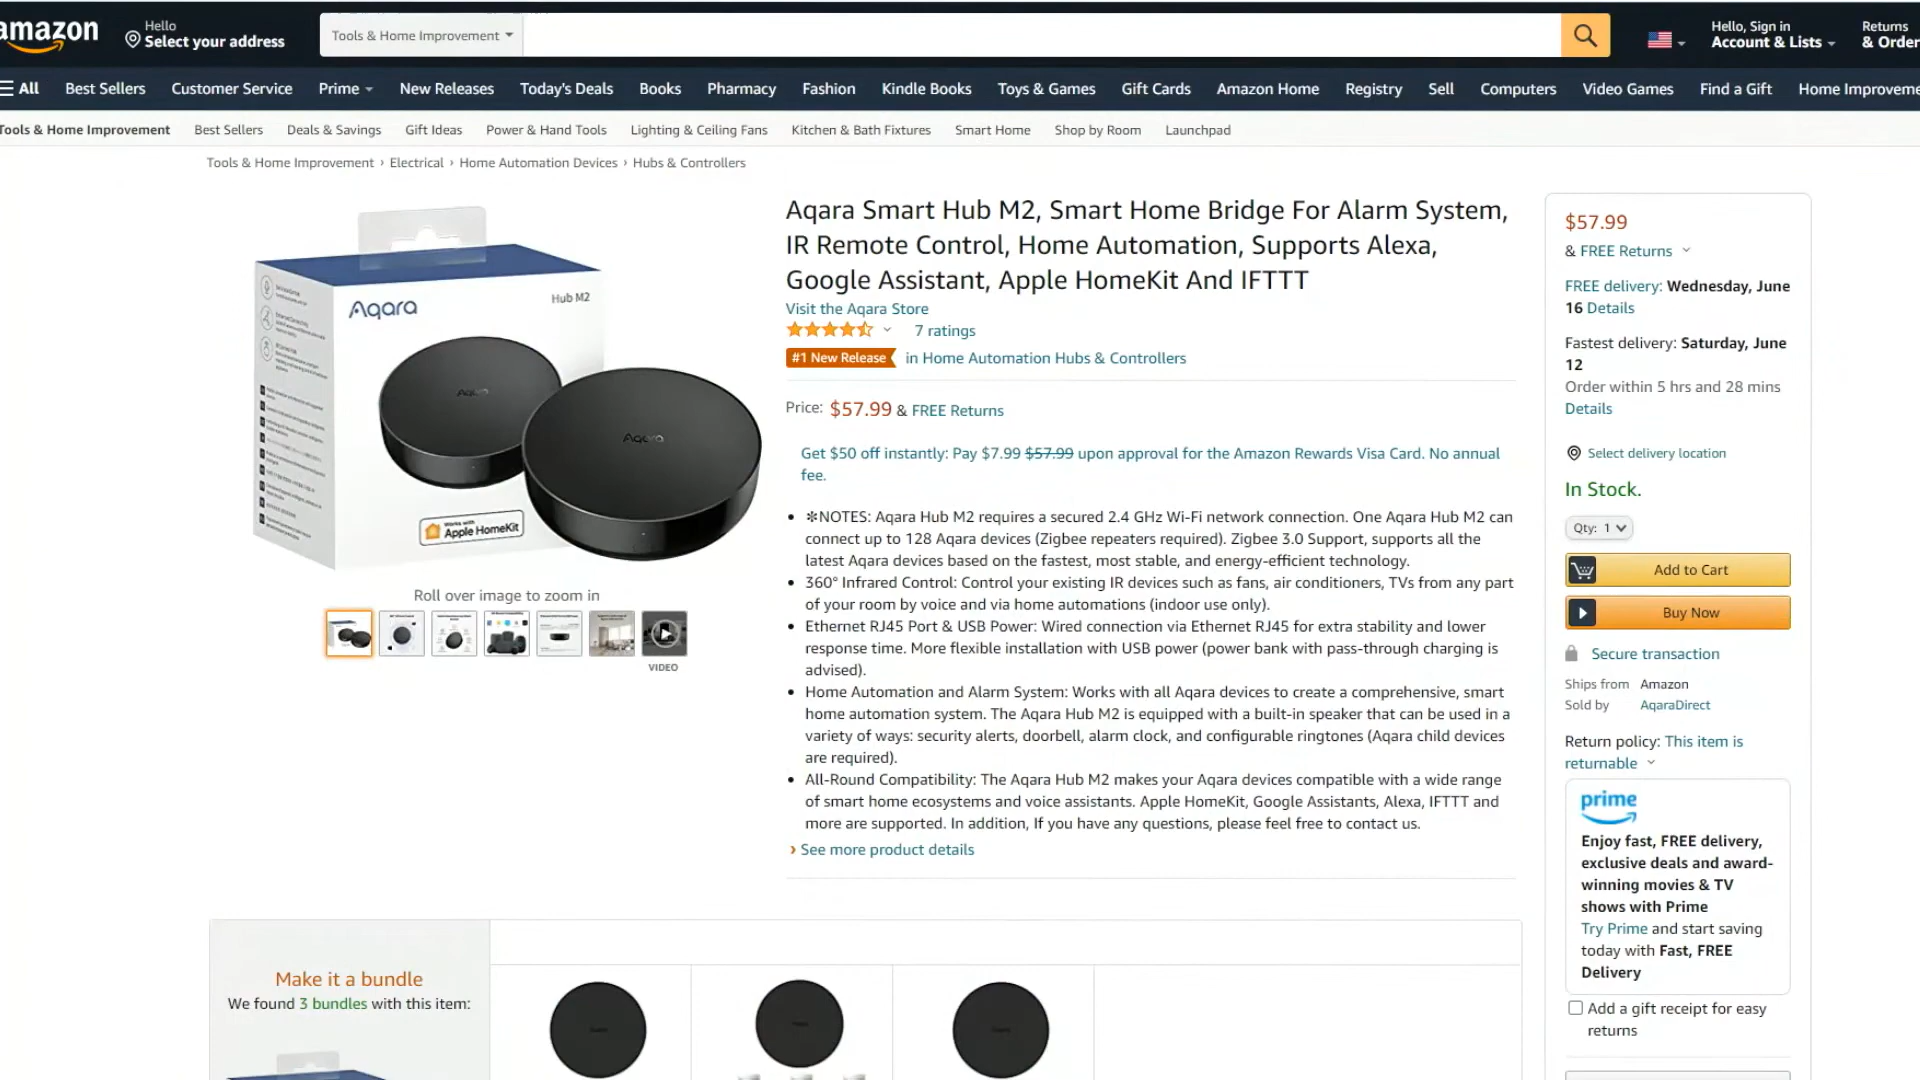 amazon
Hello
Select your address
Tools & Home Improvement
Hello, Sign in
Account & Lists
Returns
& Order
All
Best Sellers
Customer Service
Prime
New Releases
Today's Deals
Books
Pharmacy
Fashion
Kindle Books
Toys & Games
Gift Cards
Amazon Home
Registry
Sell
Computers
Video Games
Find a Gift
Home Improveme
Tools & Home Improvement
Best Sellers
Deals & Savings
Gift Ideas
Power & Hand Tools
Lighting & Ceiling Fans
Kitchen & Bath Fixtures
Smart Home
Shop by Room
Launchpad
Tools & Home Improvement › Electrical › Home Automation Devices › Hubs & Controllers
Aqara
Hub M2
Aqara
Aqara
Works with
Apple HomeKit
Roll over image to zoom in
VIDEO
Aqara Smart Hub M2, Smart Home Bridge For Alarm System,
IR Remote Control, Home Automation, Supports Alexa,
Google Assistant, Apple HomeKit And IFTTT
Visit the Aqara Store
7 ratings
#1 New Release
in Home Automation Hubs & Controllers
Price: $57.99 & FREE Returns
Get $50 off instantly: Pay $7.99 $57.99 upon approval for the Amazon Rewards Visa Card. No annual
fee.
• ✻NOTES: Aqara Hub M2 requires a secured 2.4 GHz Wi-Fi network connection. One Aqara Hub M2 can
connect up to 128 Aqara devices (Zigbee repeaters required). Zigbee 3.0 Support, supports all the
latest Aqara devices based on the fastest, most stable, and energy-efficient technology.
• 360° Infrared Control: Control your existing IR devices such as fans, air conditioners, TVs from any part
of your room by voice and via home automations (indoor use only).
• Ethernet RJ45 Port & USB Power: Wired connection via Ethernet RJ45 for extra stability and lower
response time. More flexible installation with USB power (power bank with pass-through charging is
advised).
• Home Automation and Alarm System: Works with all Aqara devices to create a comprehensive, smart
home automation system. The Aqara Hub M2 is equipped with a built-in speaker that can be used in a
variety of ways: security alerts, doorbell, alarm clock, and configurable ringtones (Aqara child devices
are required).
• All-Round Compatibility: The Aqara Hub M2 makes your Aqara devices compatible with a wide range
of smart home ecosystems and voice assistants. Apple HomeKit, Google Assistants, Alexa, IFTTT and
more are supported. In addition, If you have any questions, please feel free to contact us.
› See more product details
$57.99
& FREE Returns
FREE delivery: Wednesday, June
16 Details
Fastest delivery: Saturday, June
12
Order within 5 hrs and 28 mins
Details
Select delivery location
In Stock.
Qty: 1
Add to Cart
Buy Now
Secure transaction
Ships from Amazon
Sold by AqaraDirect
Return policy: This item is
returnable
prime
Enjoy fast, FREE delivery,
exclusive deals and award-
winning movies & TV
shows with Prime
Try Prime and start saving
today with Fast, FREE
Delivery
Add a gift receipt for easy
returns
Make it a bundle
We found 3 bundles with this item: